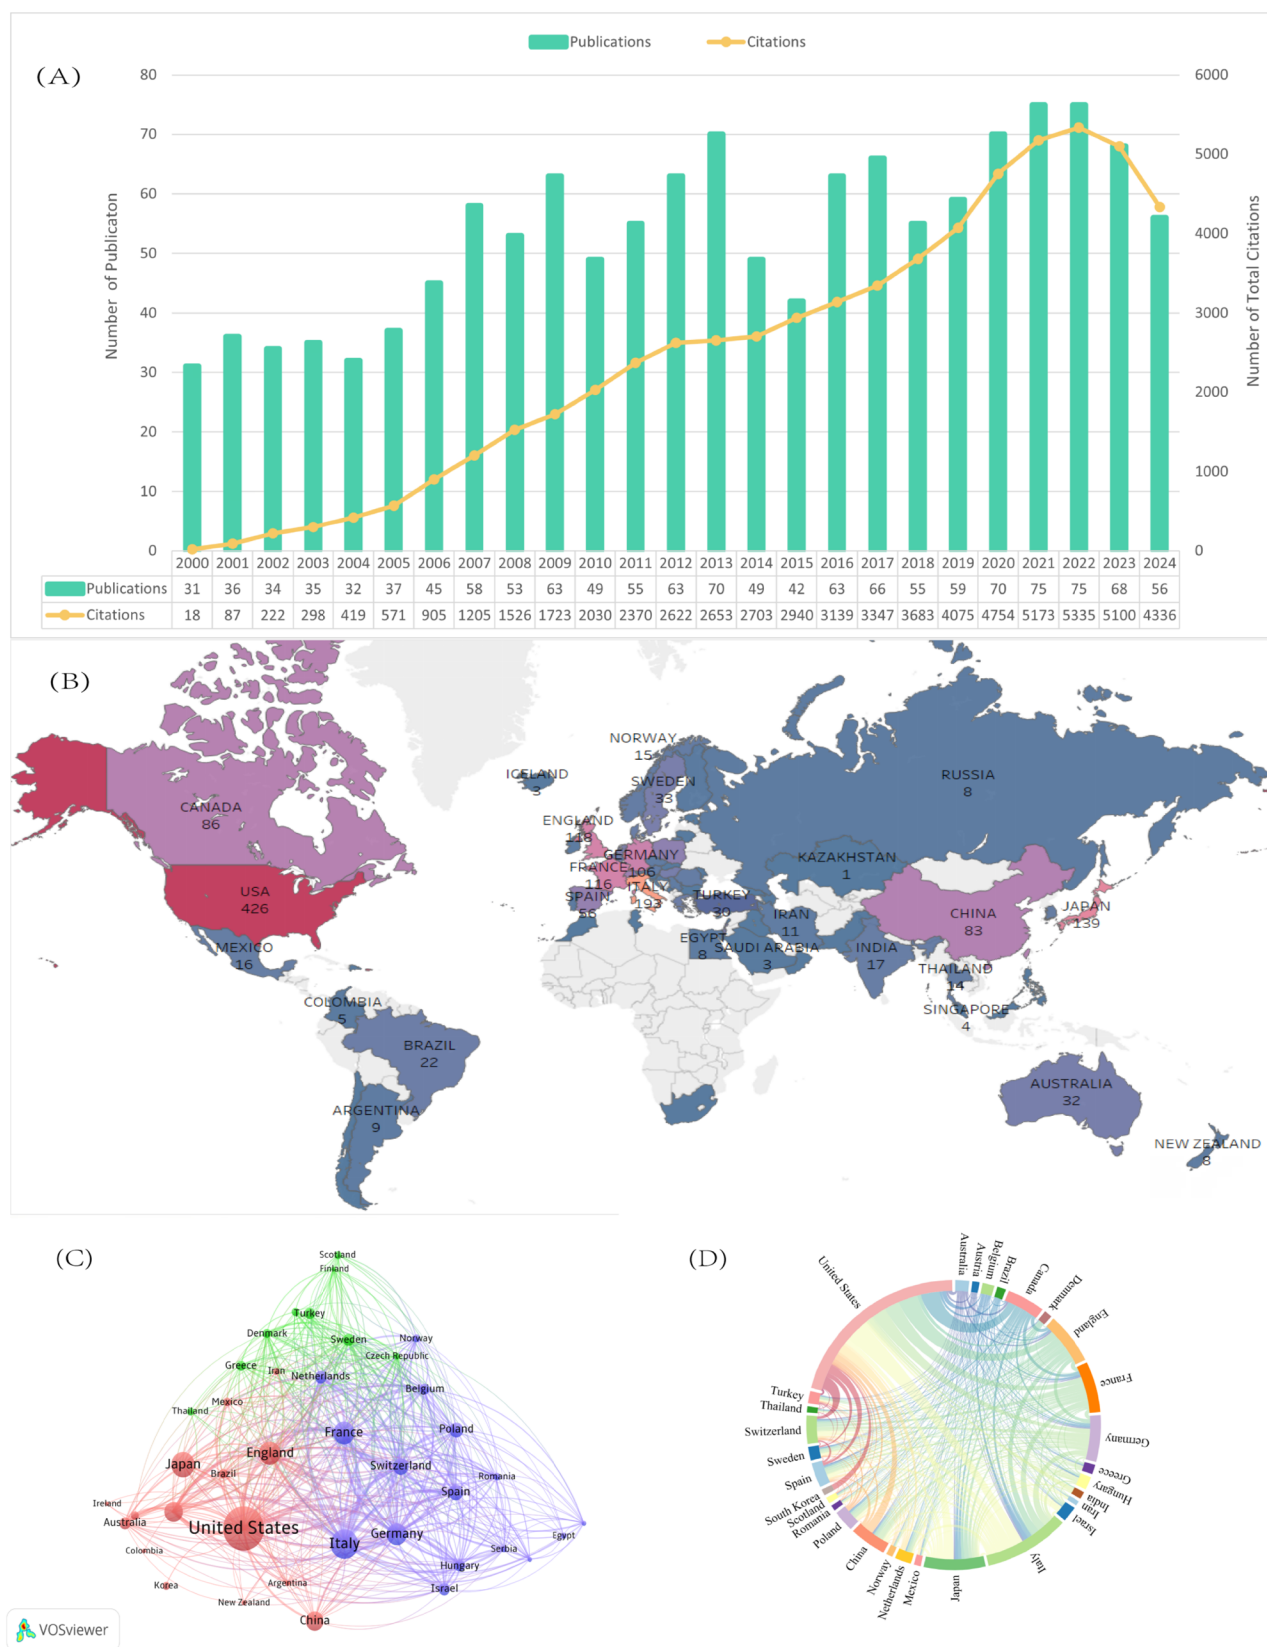 Publications Citations
(A)
80
70
60
50
40
30
20
10
0
Number of Publicaton
6000
5000
4000
3000
2000
1000
0
Number of Total Citations
2000 2001 2002 2003 2004 2005 2006 2007 2008 2009 2010 2011 2012 2013 2014 2015 2016 2017 2018 2019 2020 2021 2022 2023 2024
Publications 31 36 34 35 32 37 45 58 53 63 49 55 63 70 49 42 63 66 55 59 70 75 75 68 56
Citations 18 87 222 298 419 571 905 1205 1526 1723 2030 2370 2622 2653 2703 2940 3139 3347 3683 4075 4754 5173 5335 5100 4336
(B)
NORWAY
15
ICELAND
3
SWEDEN
33
RUSSIA
8
CANADA
86
ENGLAND
118
GERMANY
106
FRANCE
116
ITALY
193
SPAIN
56
KAZAKHSTAN
1
USA
426
TURKEY
30
IRAN
11
CHINA
83
JAPAN
139
MEXICO
16
EGYPT
8
SAUDI ARABIA
3
INDIA
17
THAILAND
14
COLOMBIA
5
SINGAPORE
4
BRAZIL
22
AUSTRALIA
32
ARGENTINA
9
NEW ZEALAND
8
(C)
Scotland
Finland
Turkey
Denmark
Sweden
Norway
Czech Republic
Greece
Iran
Netherlands
Belgium
Mexico
Thailand
France
Poland
England
Japan
Brazil
Switzerland
Romania
Spain
Ireland
Australia
United States
Italy
Germany
Egypt
Colombia
Serbia
Hungary
Korea
Argentina
Israel
New Zealand
China
VOSviewer
(D)
United States
Australia
Austria
Belgium
Brazil
Canada
Denmark
England
France
Germany
Greece
Hungary
India
Iran
Israel
Italy
Japan
Mexico
Netherlands
Norway
China
Poland
Romania
Scotland
South Korea
Spain
Sweden
Switzerland
Thailand
Turkey